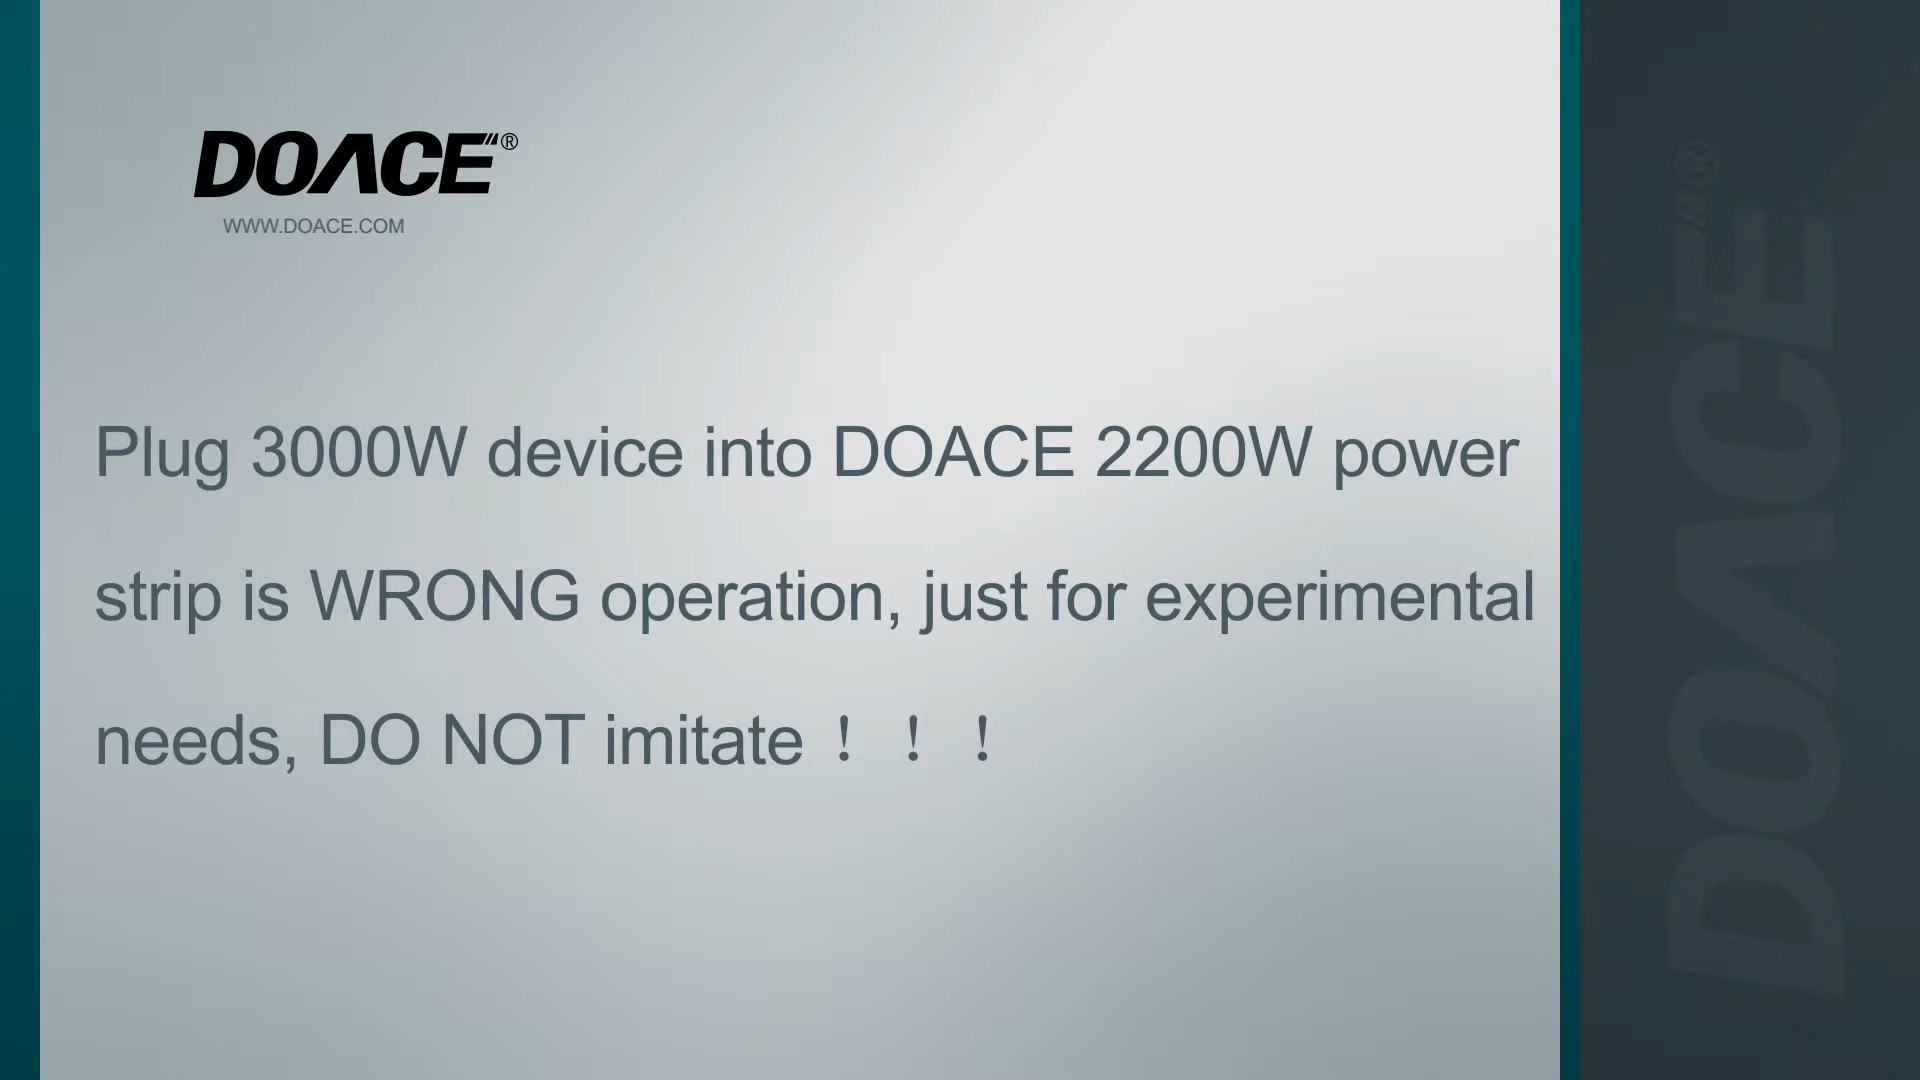 DOACE®
WWW.DOACE.COM
Plug 3000W device into DOACE 2200W power
strip is WRONG operation, just for experimental
needs, DO NOT imitate！！！
DOACE®